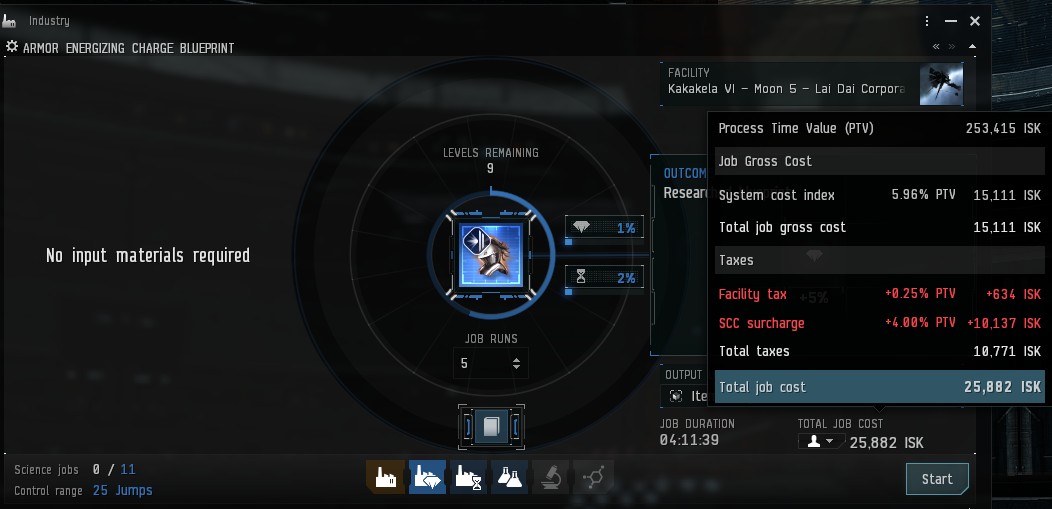 Industry
ARMOR ENERGIZING CHARGE BLUEPRINT
FACILITY
Kakakela VI - Moon 5 - Lai Dai Corpora
LEVELS REMAINING
9
No input materials required
1%
2%
JOB RUNS
5
OUTCOM
Resear
Process Time Value (PTV) 253,415 ISK
Job Gross Cost
System cost index 5.96% PTV 15,111 ISK
Total job gross cost 15,111 ISK
Taxes
+5%
Facility tax +0.25% PTV +634 ISK
SCC surcharge +4.00% PTV +10,137 ISK
Total taxes 10,771 ISK
Total job cost 25,882 ISK
OUTPUT
Ite
JOB DURATION
04:11:39
TOTAL JOB COST
25,882 ISK
Science jobs 0 / 11
Control range 25 Jumps
Start